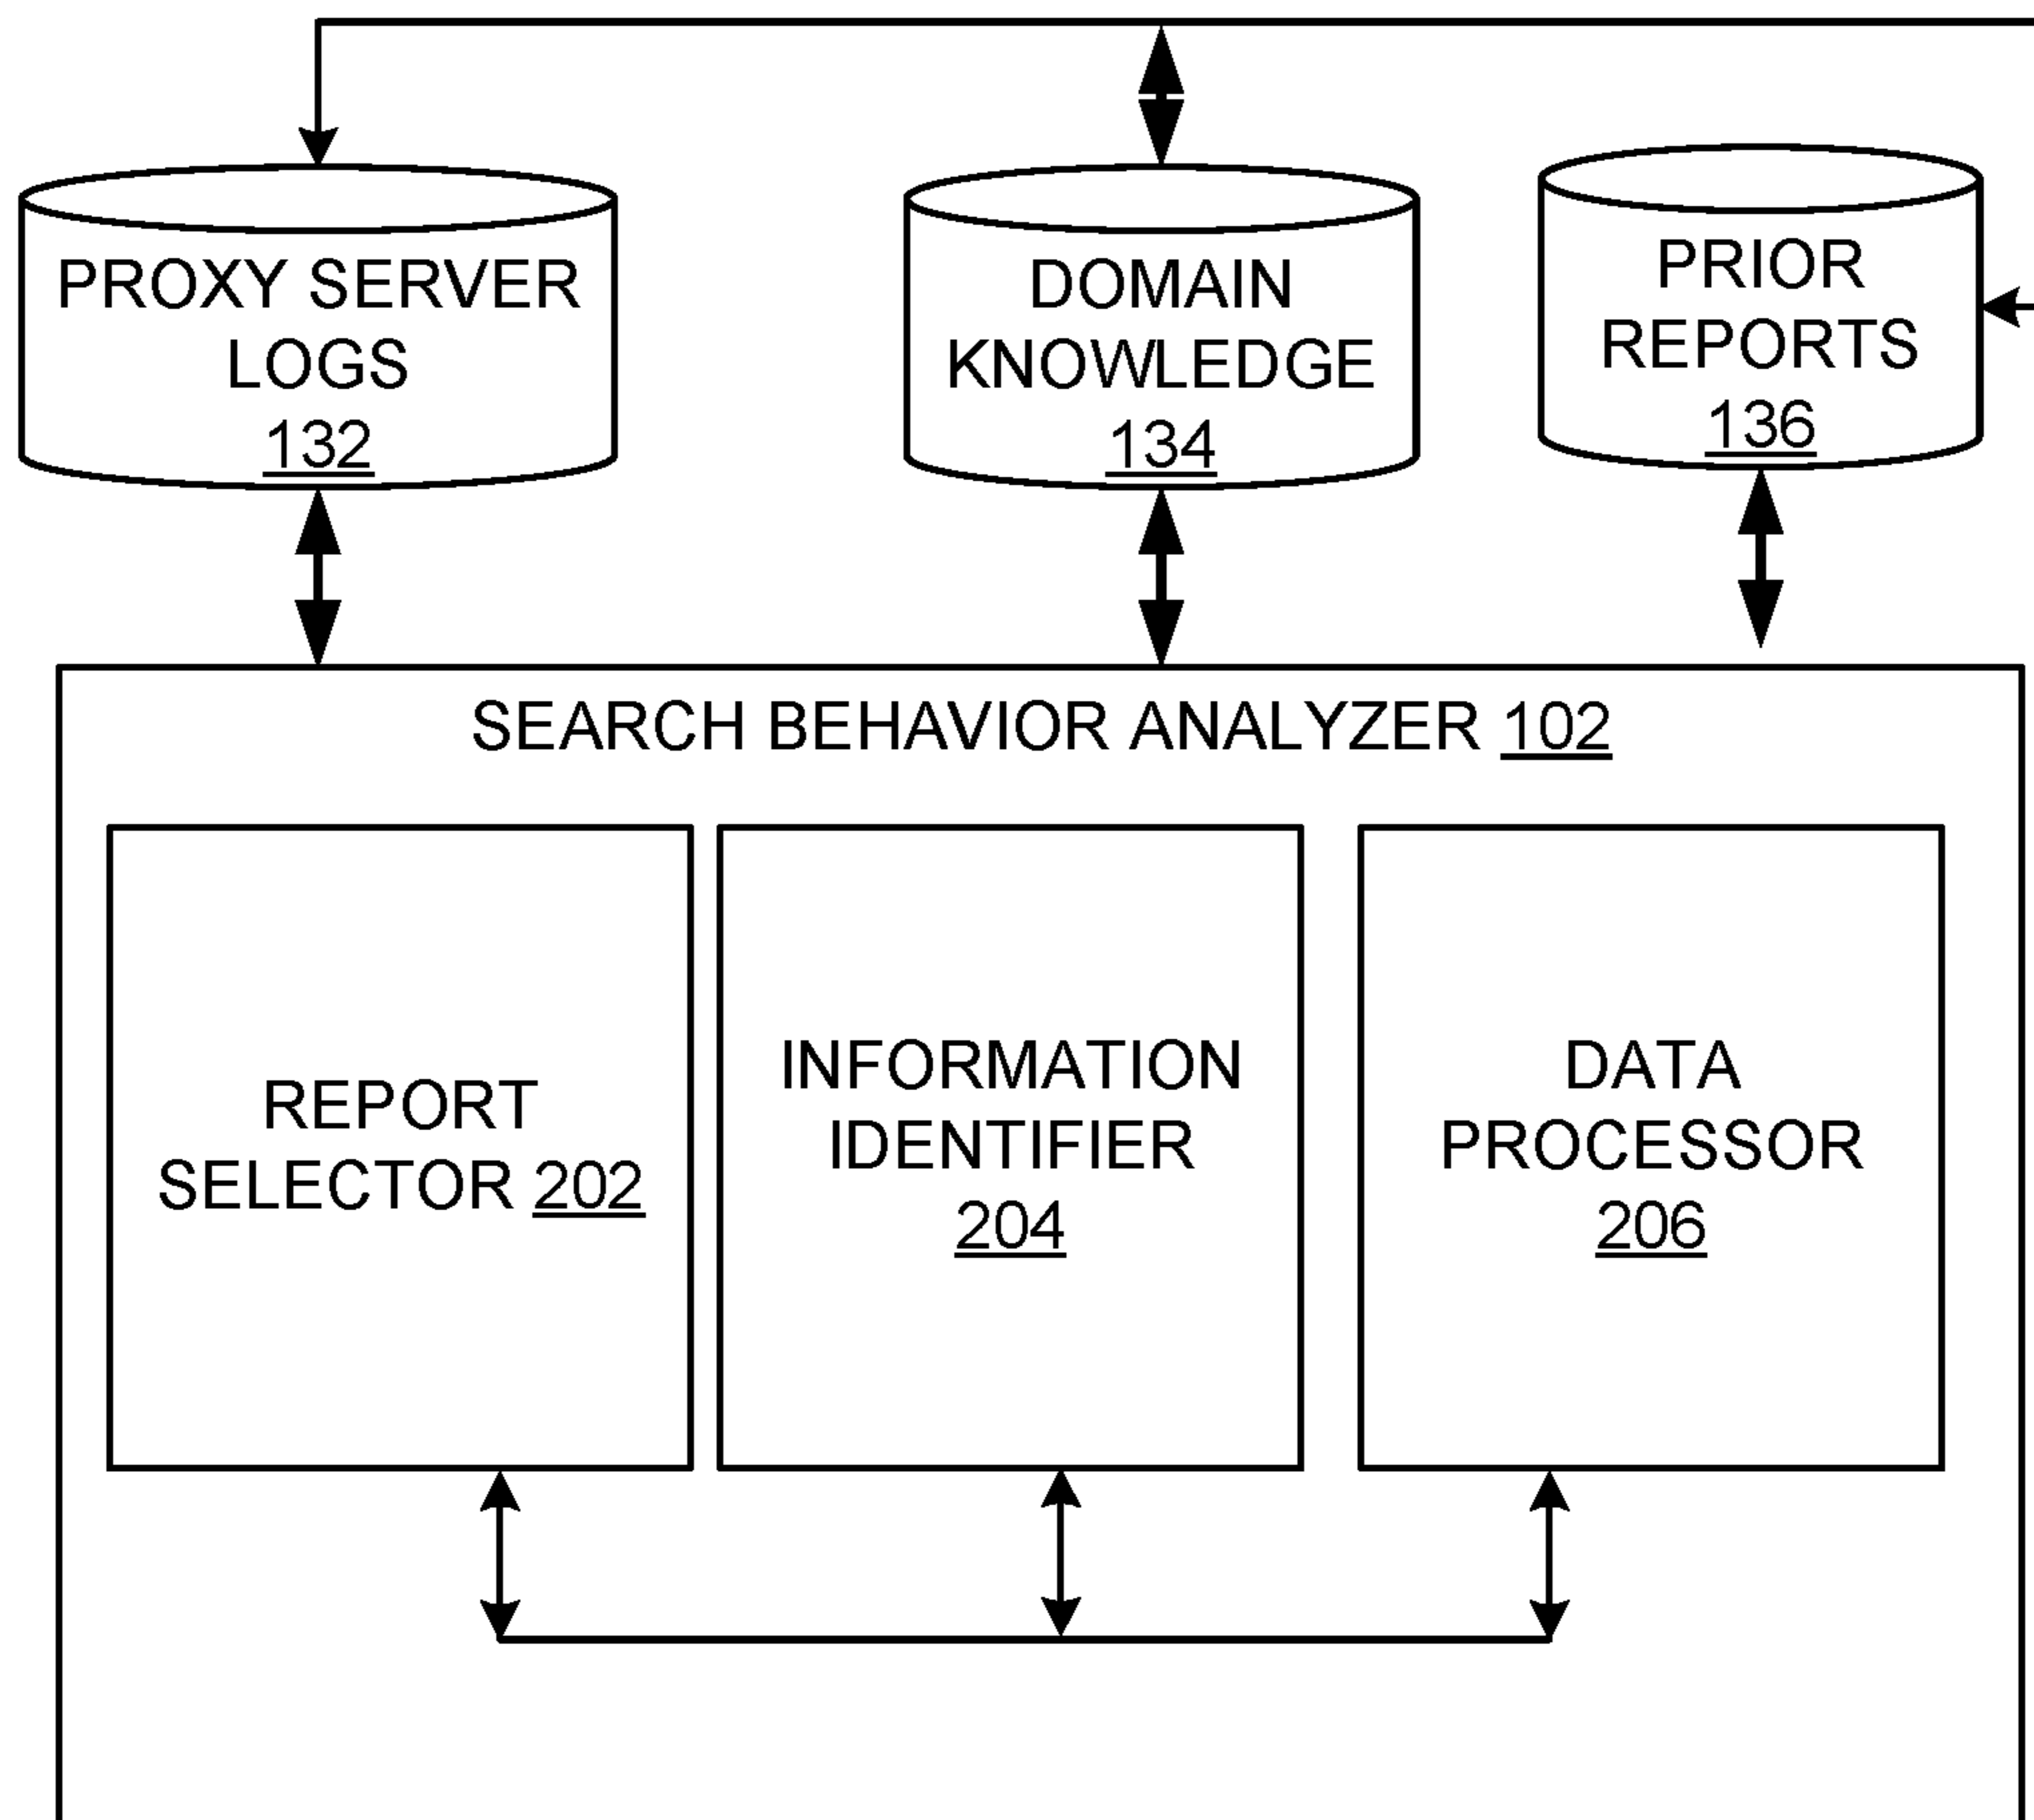 PROXY SERVER
LOGS
132
DOMAIN
KNOWLEDGE
134
PRIOR
REPORTS
136
SEARCH BEHAVIOR ANALYZER 102
REPORT
SELECTOR 202
INFORMATION
IDENTIFIER
204
DATA
PROCESSOR
206